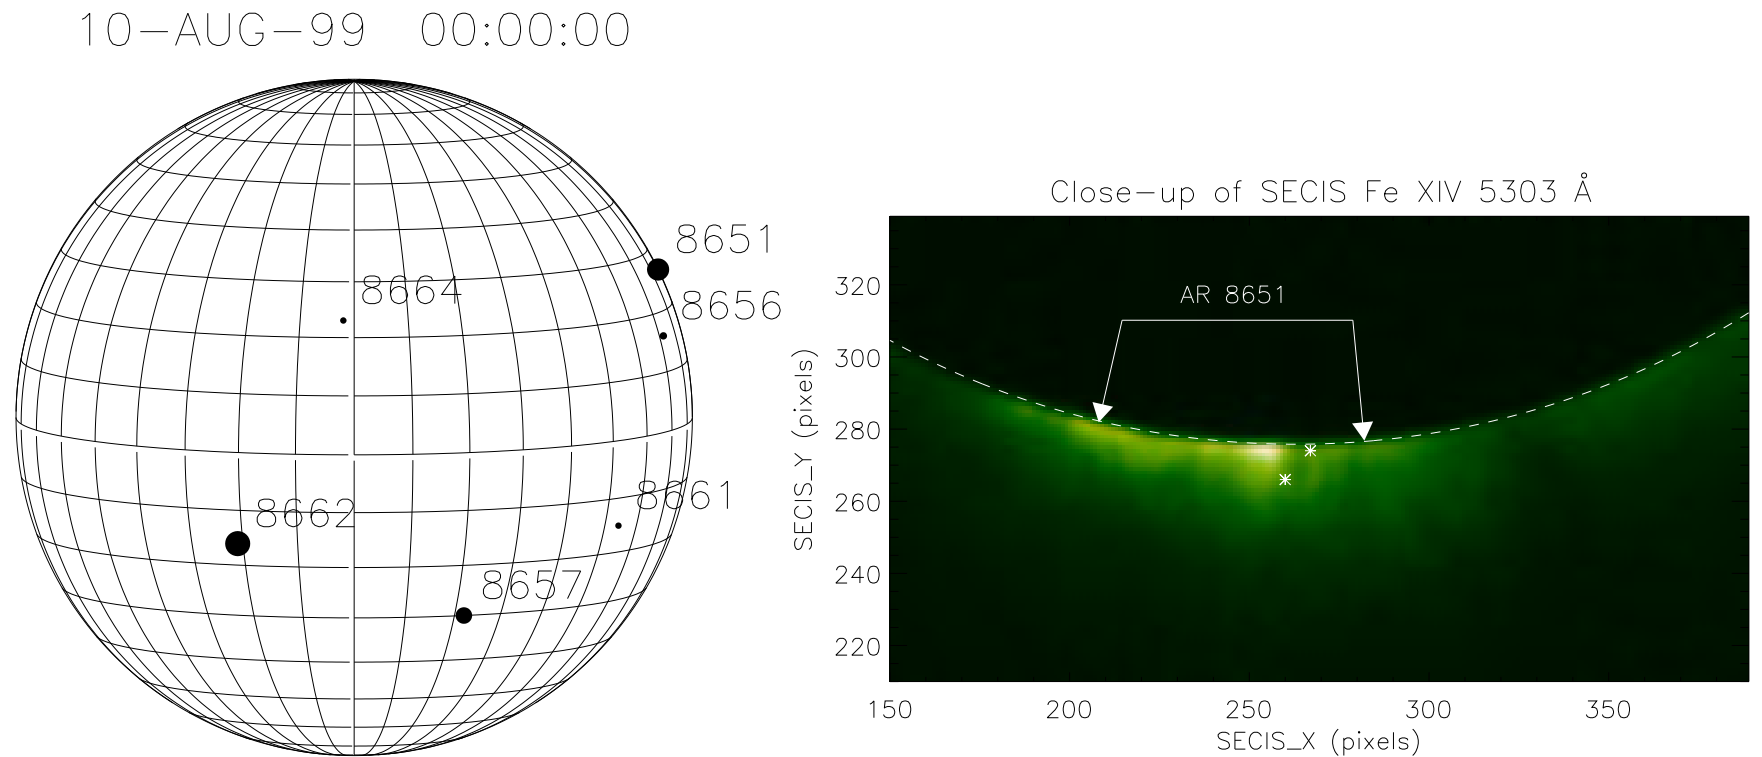 10-AUG-99 00:00:00
8651
8664
8656
8661
8662
8657
Close-up of SECIS Fe XIV 5303 Å
AR 8651
SECIS_Y (pixels)
320
300
280
260
240
220
150 200 250 300 350
SECIS_X (pixels)